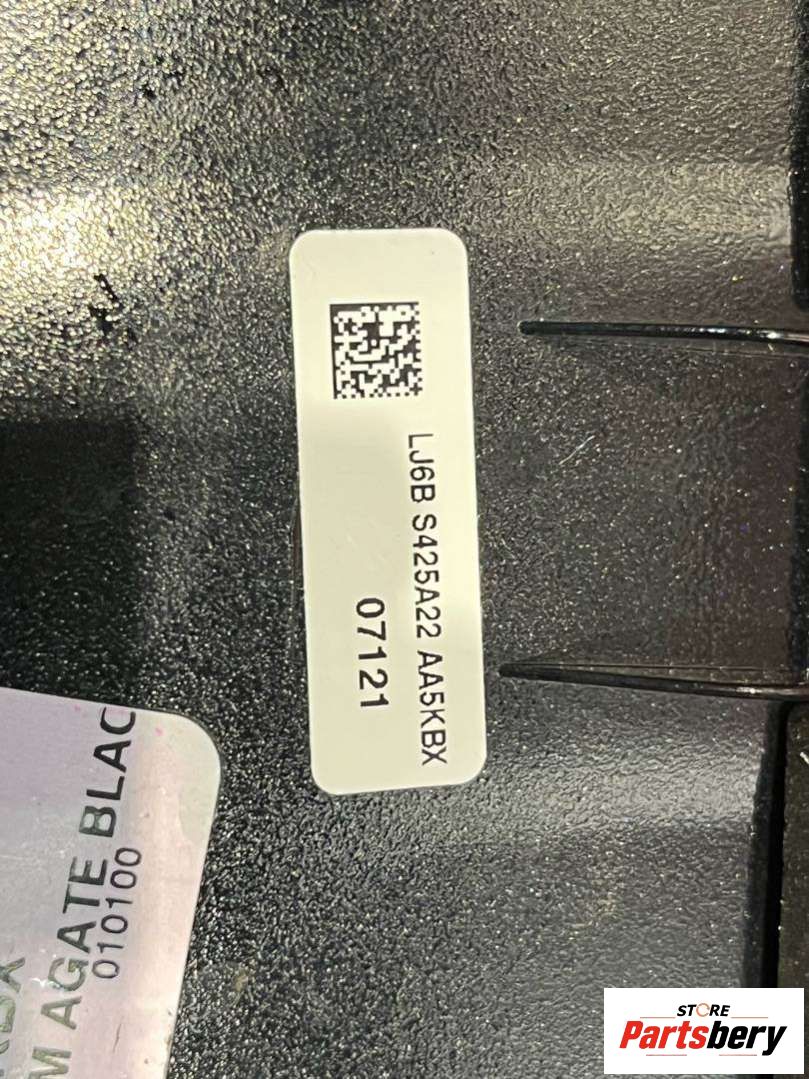 LJ6B S425A22 AA5KBX
07121
M AGATE BLAC
010100
STORE
Partsbery